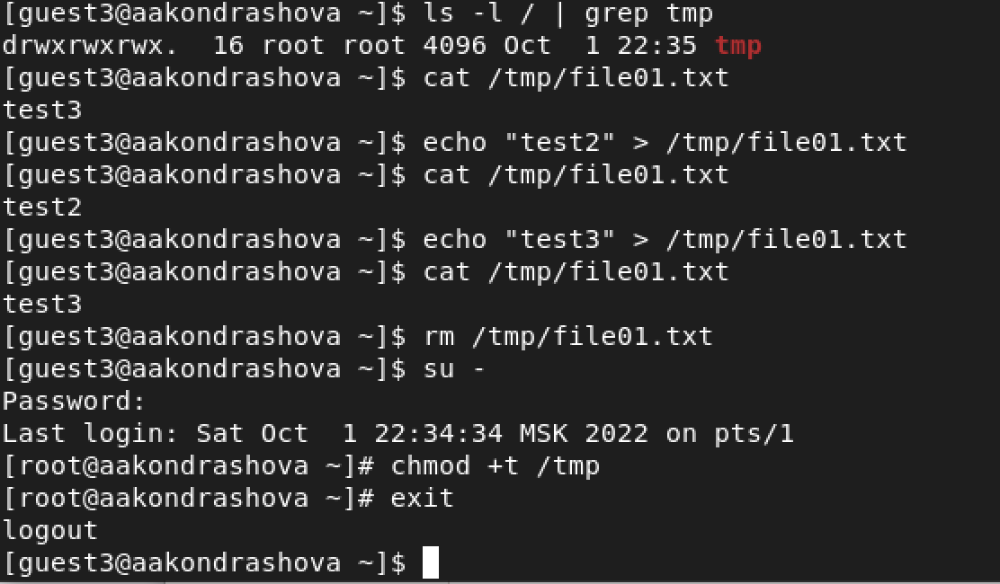 [guest3@aakondrashova ~]$ ls -l / | grep tmp
drwxrwxrwx.  16 root root 4096 Oct  1 22:35 tmp
[guest3@aakondrashova ~]$ cat /tmp/file01.txt
test3
[guest3@aakondrashova ~]$ echo "test2" > /tmp/file01.txt
[guest3@aakondrashova ~]$ cat /tmp/file01.txt
test2
[guest3@aakondrashova ~]$ echo "test3" > /tmp/file01.txt
[guest3@aakondrashova ~]$ cat /tmp/file01.txt
test3
[guest3@aakondrashova ~]$ rm /tmp/file01.txt
[guest3@aakondrashova ~]$ su -
Password:
Last login: Sat Oct  1 22:34:34 MSK 2022 on pts/1
[root@aakondrashova ~]# chmod +t /tmp
[root@aakondrashova ~]# exit
logout
[guest3@aakondrashova ~]$